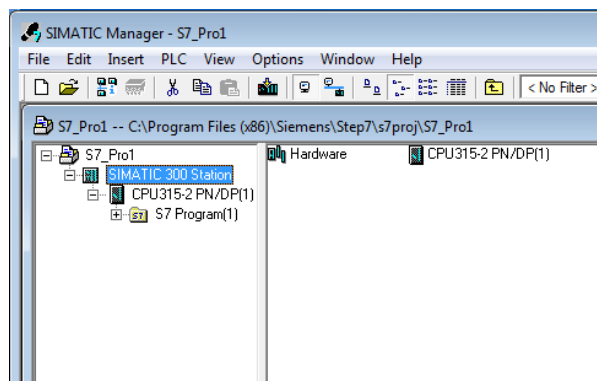 SIMATIC Manager - S7_Pro1
File Edit Insert PLC View Options Window Help
< No Filter >
S7_Pro1 -- C:\Program Files (x86)\Siemens\Step7\s7proj\S7_Pro1
S7_Pro1
SIMATIC 300 Station
CPU315-2 PN/DP(1)
S7 Program(1)
Hardware CPU315-2 PN/DP(1)